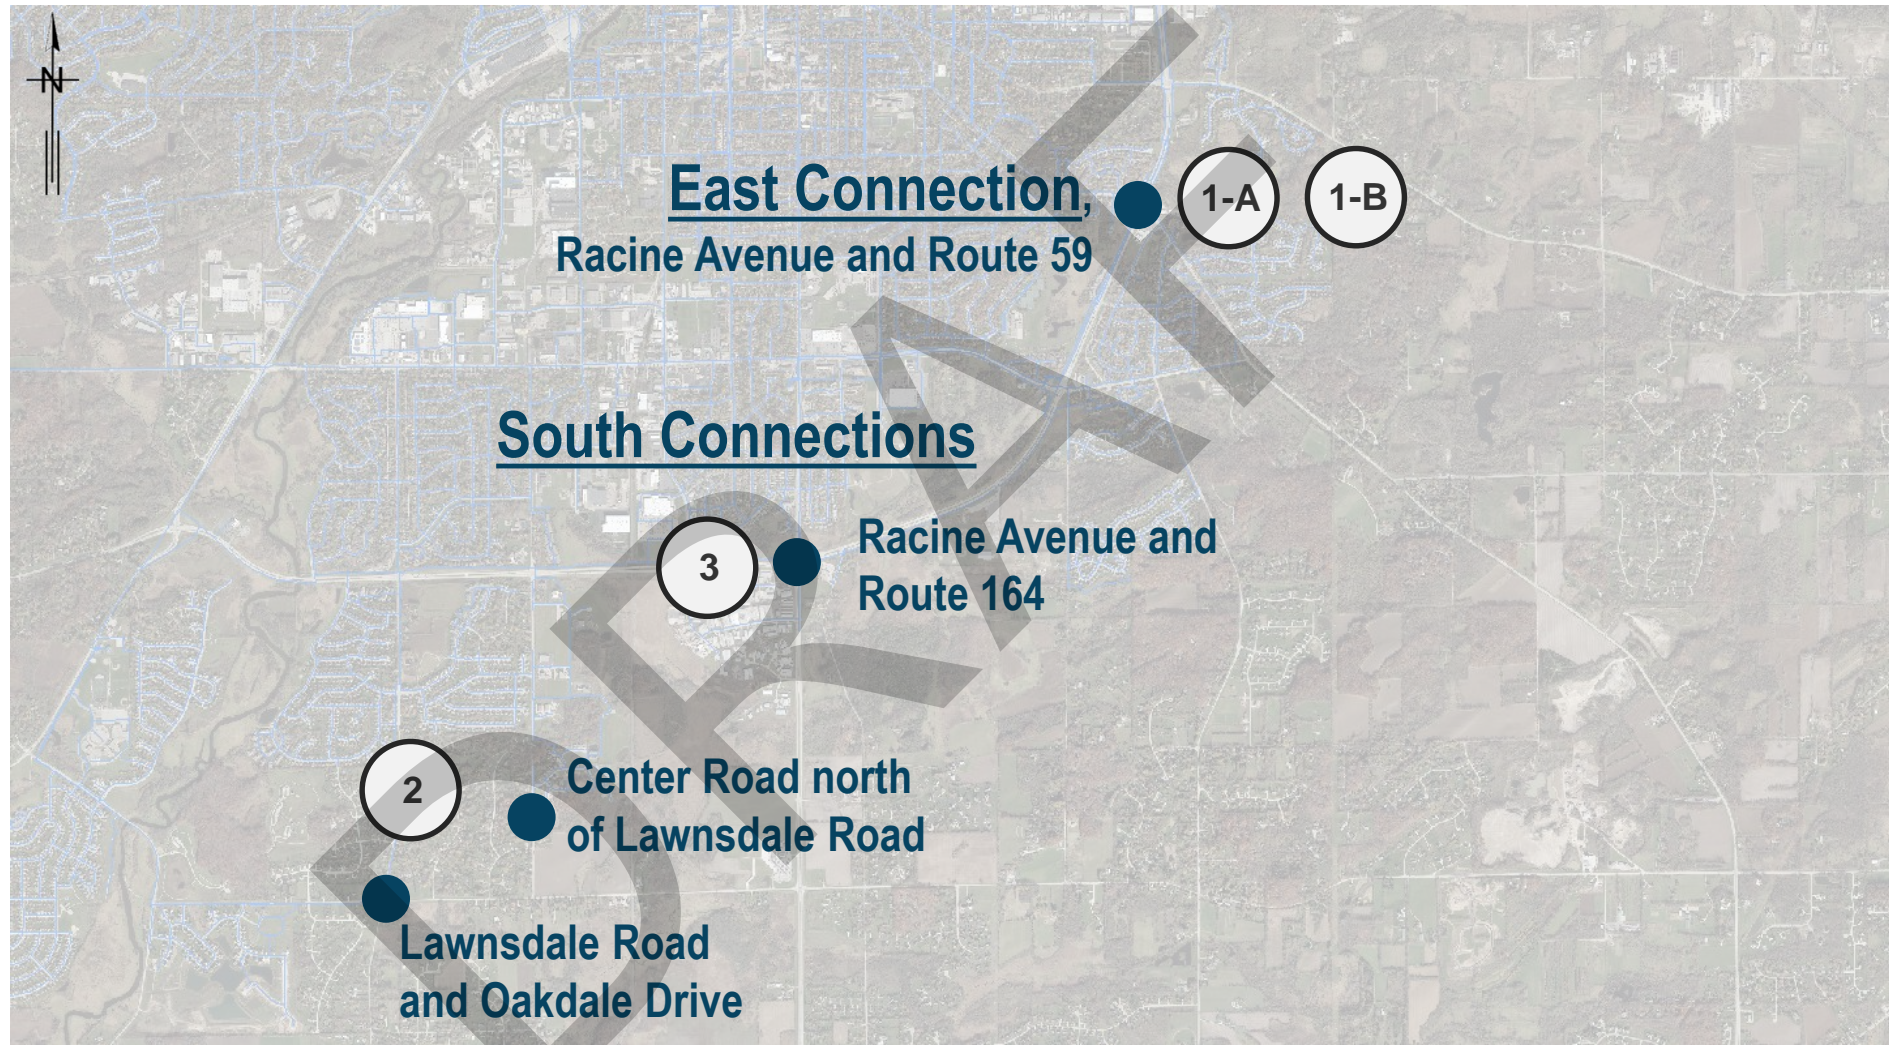 N
East Connection,
Racine Avenue and Route 59
1-A
1-B
South Connections
3
Racine Avenue and
Route 164
2
Center Road north
of Lawnsdale Road
Lawnsdale Road
and Oakdale Drive
DRAFT